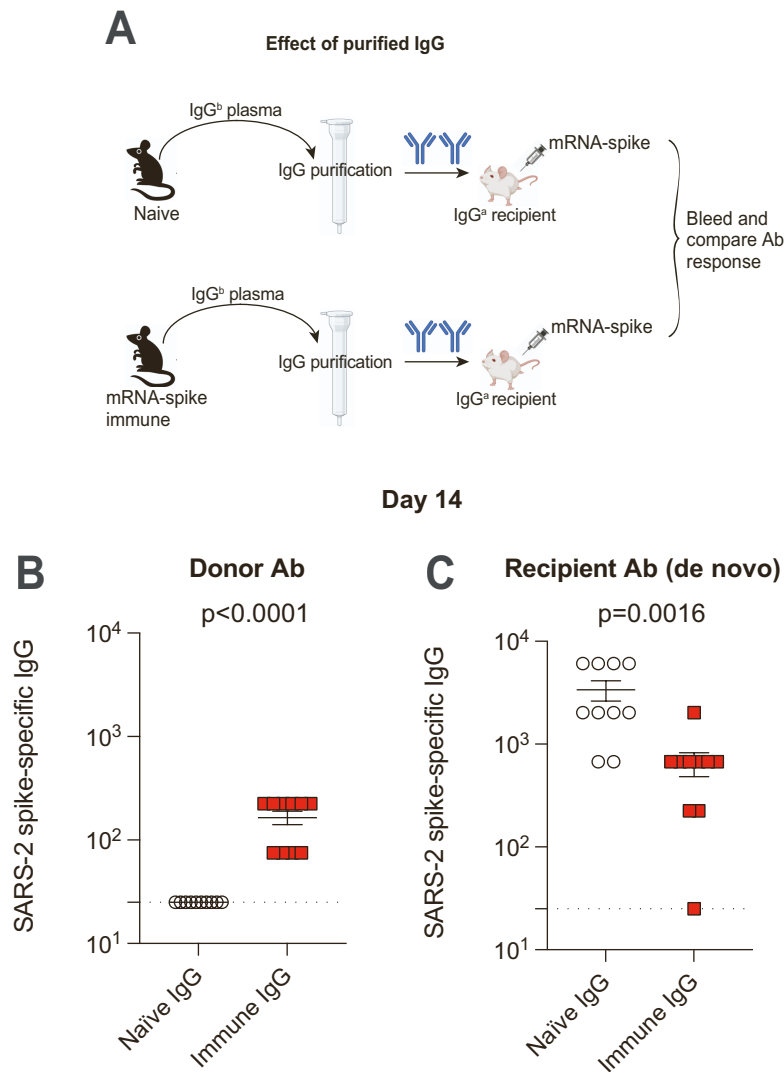 A
Effect of purified IgG
IgGᵇ plasma
IgG purification
mRNA-spike
Naive
IgGᵃ recipient
Bleed and
compare Ab
response
IgGᵇ plasma
IgG purification
mRNA-spike
mRNA-spike
immune
IgGᵃ recipient
Day 14
B
Donor Ab
p<0.0001
SARS-2 spike-specific IgG
10⁴
10³
10²
10¹
Naïve IgG
Immune IgG
C
Recipient Ab (de novo)
p=0.0016
SARS-2 spike-specific IgG
10⁴
10³
10²
10¹
Naïve IgG
Immune IgG